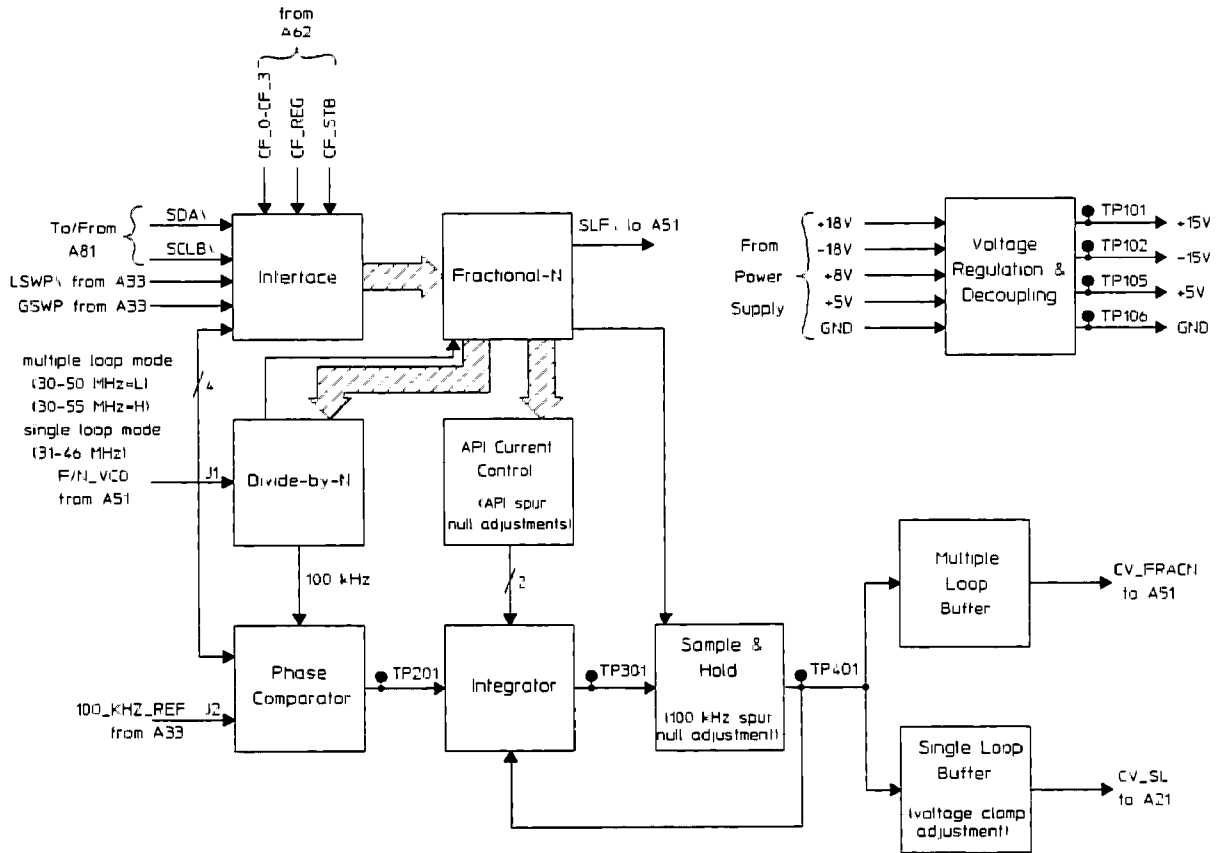 from
A62
CF_0-CF_3
CF_REG
CF_STB
To/From
A81
SDA\
SCLB\
LSWP\ from A33
GSWP from A33
Interface
Fractional-N
SLF\ to A51
From
Power
Supply
+18V
-18V
+8V
+5V
GND
Voltage
Regulation &
Decoupling
TP101
+15V
TP102
-15V
TP105
+5V
TP106
GND
multiple loop mode
(30-50 MHz=L)
(30-55 MHz=H)
single loop mode
(31-46 MHz)
F/N_VCO
from A51
4
J1
Divide-by-N
API Current
Control
(API spur
null adjustments)
100 kHz
2
100_KHZ_REF
from A33
J2
Phase
Comparator
TP201
Integrator
TP301
Sample &
Hold
(100 kHz spur
null adjustment)
TP401
Multiple
Loop
Buffer
CV_FRACN
to A51
Single Loop
Buffer
(voltage clamp
adjustment)
CV_SL
to A21